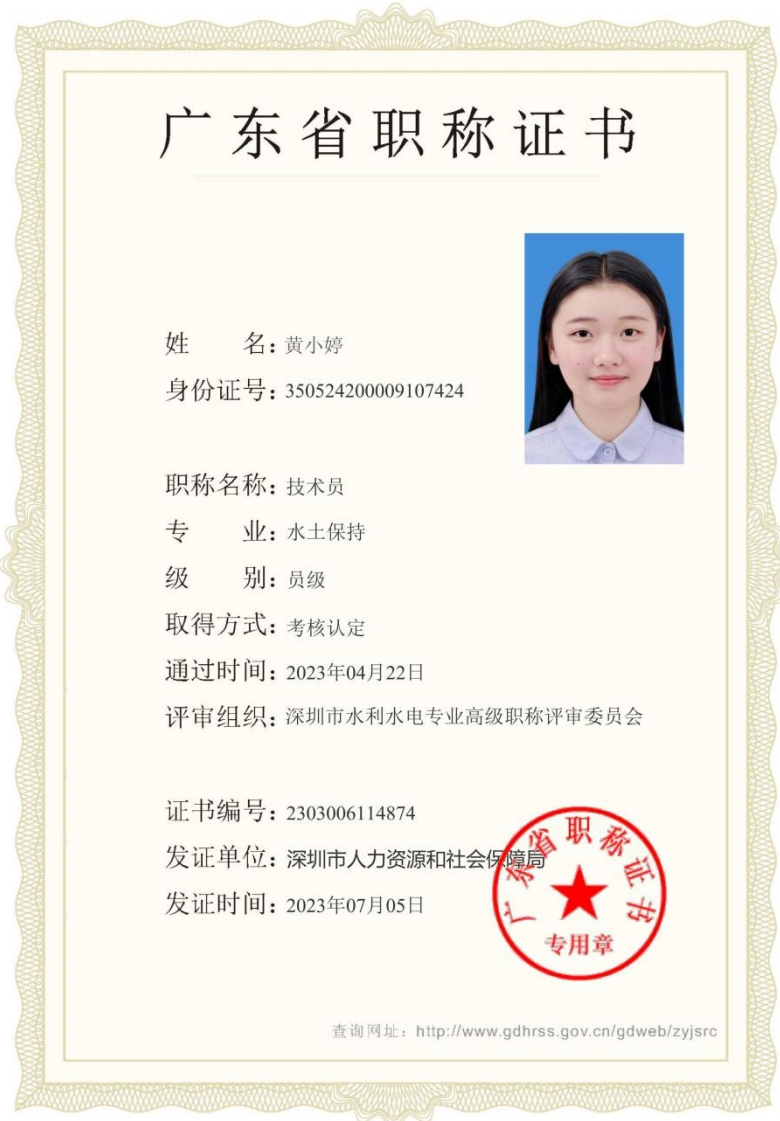 广东省职称证书
姓　　名：黄小婷
身份证号：350524200009107424
职称名称：技术员
专　　业：水土保持
级　　别：员级
取得方式：考核认定
通过时间：2023年04月22日
评审组织：深圳市水利水电专业高级职称评审委员会
证书编号：2303006114874
发证单位：深圳市人力资源和社会保障局
发证时间：2023年07月05日
广东省职称证书
专用章
查询网址：http://www.gdhrss.gov.cn/gdweb/zyjsrc